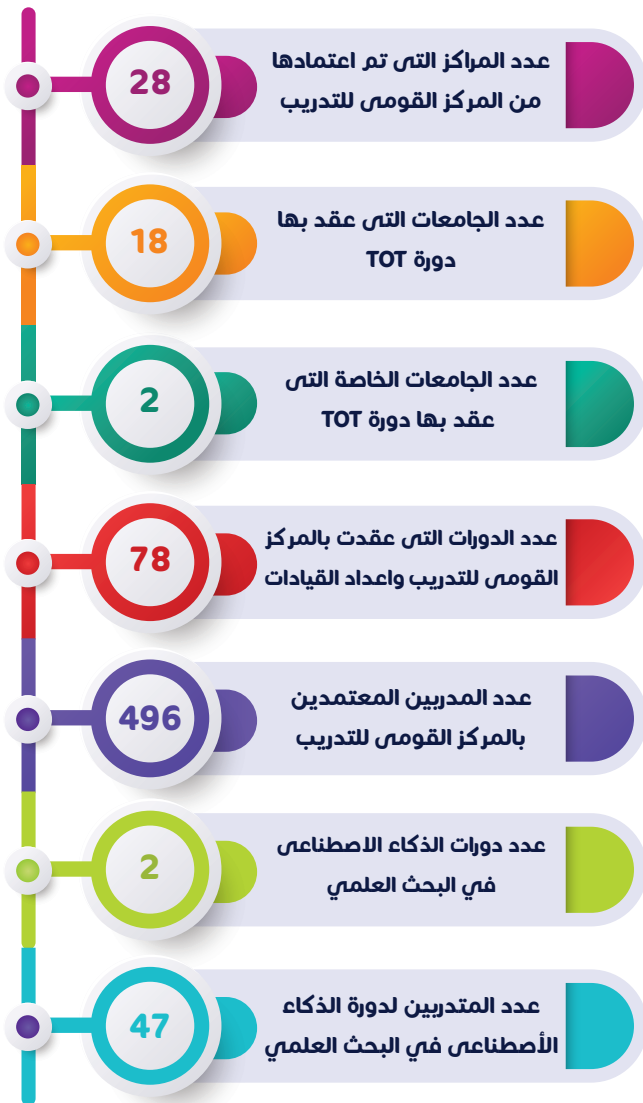 عدد المراكز التى تم اعتمادها
من المركز القومى للتدريب
28
عدد الجامعات التى عقد بها
دورة TOT
18
عدد الجامعات الخاصة التى
عقد بها دورة TOT
2
عدد الدورات التى عقدت بالمركز
القومى للتدريب واعداد القيادات
78
عدد المدربين المعتمدين
بالمركز القومى للتدريب
496
عدد دورات الذكاء الاصطناعى
في البحث العلمي
2
عدد المتدربين لدورة الذكاء
الأصطناعى في البحث العلمي
47